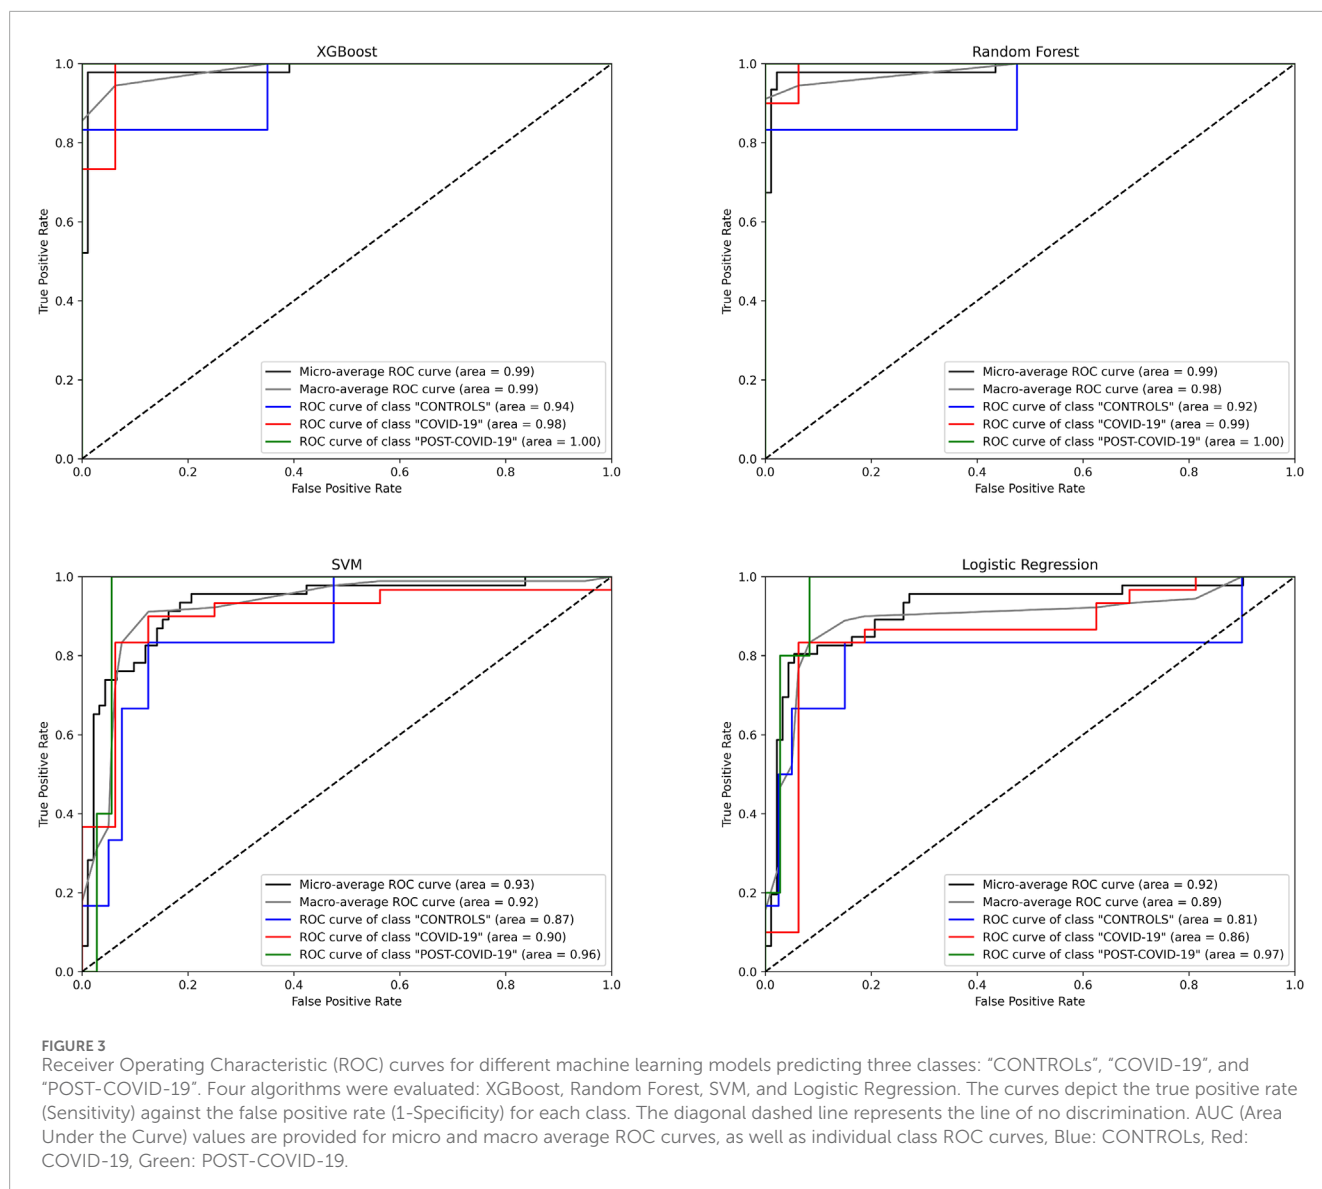 XGBoost
1.0
0.8
0.6
0.4
0.2
0.0
True Positive Rate
0.0 0.2 0.4 0.6 0.8 1.0
False Positive Rate
Micro-average ROC curve (area = 0.99)
Macro-average ROC curve (area = 0.99)
ROC curve of class "CONTROLS" (area = 0.94)
ROC curve of class "COVID-19" (area = 0.98)
ROC curve of class "POST-COVID-19" (area = 1.00)
Random Forest
1.0
0.8
0.6
0.4
0.2
0.0
True Positive Rate
0.0 0.2 0.4 0.6 0.8 1.0
False Positive Rate
Micro-average ROC curve (area = 0.99)
Macro-average ROC curve (area = 0.98)
ROC curve of class "CONTROLS" (area = 0.92)
ROC curve of class "COVID-19" (area = 0.99)
ROC curve of class "POST-COVID-19" (area = 1.00)
SVM
1.0
0.8
0.6
0.4
0.2
0.0
True Positive Rate
0.0 0.2 0.4 0.6 0.8 1.0
False Positive Rate
Micro-average ROC curve (area = 0.93)
Macro-average ROC curve (area = 0.92)
ROC curve of class "CONTROLS" (area = 0.87)
ROC curve of class "COVID-19" (area = 0.90)
ROC curve of class "POST-COVID-19" (area = 0.96)
Logistic Regression
1.0
0.8
0.6
0.4
0.2
0.0
True Positive Rate
0.0 0.2 0.4 0.6 0.8 1.0
False Positive Rate
Micro-average ROC curve (area = 0.92)
Macro-average ROC curve (area = 0.89)
ROC curve of class "CONTROLS" (area = 0.81)
ROC curve of class "COVID-19" (area = 0.86)
ROC curve of class "POST-COVID-19" (area = 0.97)
FIGURE 3
Receiver Operating Characteristic (ROC) curves for different machine learning models predicting three classes: “CONTROLs”, “COVID-19”, and
“POST-COVID-19”. Four algorithms were evaluated: XGBoost, Random Forest, SVM, and Logistic Regression. The curves depict the true positive rate
(Sensitivity) against the false positive rate (1-Specificity) for each class. The diagonal dashed line represents the line of no discrimination. AUC (Area
Under the Curve) values are provided for micro and macro average ROC curves, as well as individual class ROC curves, Blue: CONTROLs, Red:
COVID-19, Green: POST-COVID-19.